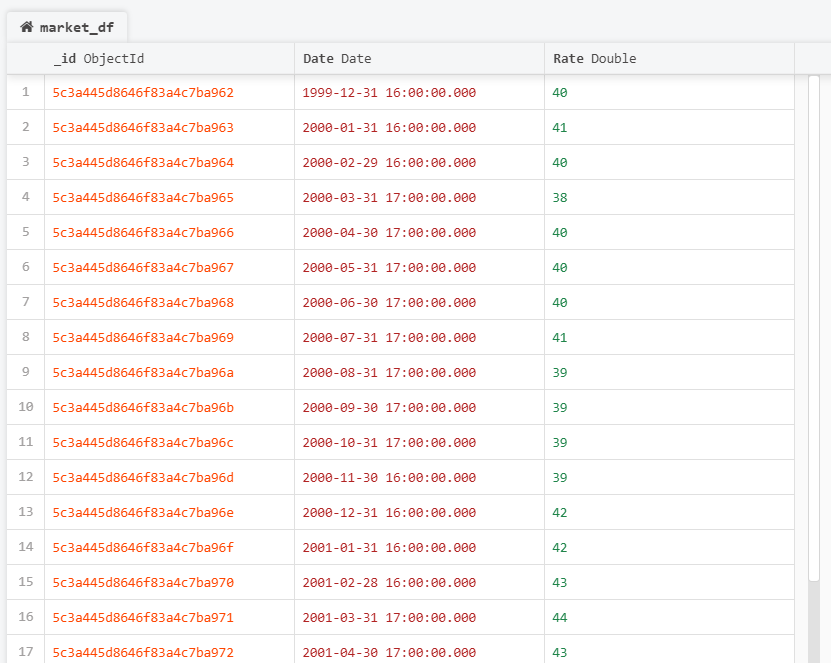 market_df
_id ObjectId Date Date Rate Double
1 5c3a445d8646f83a4c7ba962 1999-12-31 16:00:00.000 40
2 5c3a445d8646f83a4c7ba963 2000-01-31 16:00:00.000 41
3 5c3a445d8646f83a4c7ba964 2000-02-29 16:00:00.000 40
4 5c3a445d8646f83a4c7ba965 2000-03-31 17:00:00.000 38
5 5c3a445d8646f83a4c7ba966 2000-04-30 17:00:00.000 40
6 5c3a445d8646f83a4c7ba967 2000-05-31 17:00:00.000 40
7 5c3a445d8646f83a4c7ba968 2000-06-30 17:00:00.000 40
8 5c3a445d8646f83a4c7ba969 2000-07-31 17:00:00.000 41
9 5c3a445d8646f83a4c7ba96a 2000-08-31 17:00:00.000 39
10 5c3a445d8646f83a4c7ba96b 2000-09-30 17:00:00.000 39
11 5c3a445d8646f83a4c7ba96c 2000-10-31 17:00:00.000 39
12 5c3a445d8646f83a4c7ba96d 2000-11-30 16:00:00.000 39
13 5c3a445d8646f83a4c7ba96e 2000-12-31 16:00:00.000 42
14 5c3a445d8646f83a4c7ba96f 2001-01-31 16:00:00.000 42
15 5c3a445d8646f83a4c7ba970 2001-02-28 16:00:00.000 43
16 5c3a445d8646f83a4c7ba971 2001-03-31 17:00:00.000 44
17 5c3a445d8646f83a4c7ba972 2001-04-30 17:00:00.000 43